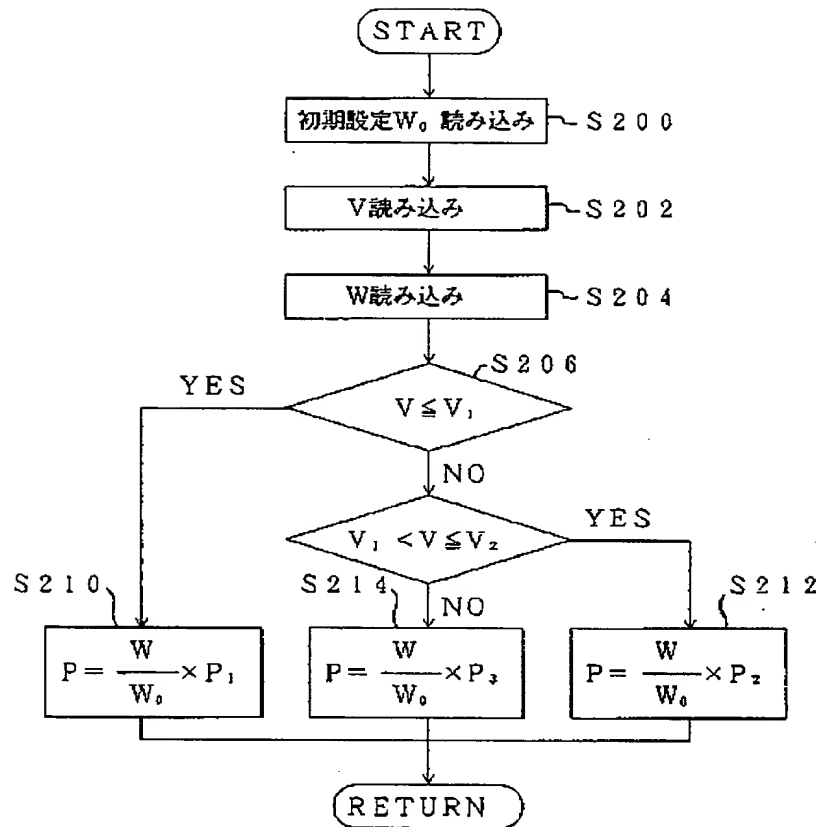 START
初期設定W₀ 読み込み
S200
V読み込み
S202
W読み込み
S204
S206
YES
V≦V₁
NO
V₁<V≦V₂
YES
S210
S214
NO
S212
P=W/W₀×P₁
P=W/W₀×P₃
P=W/W₀×P₂
RETURN